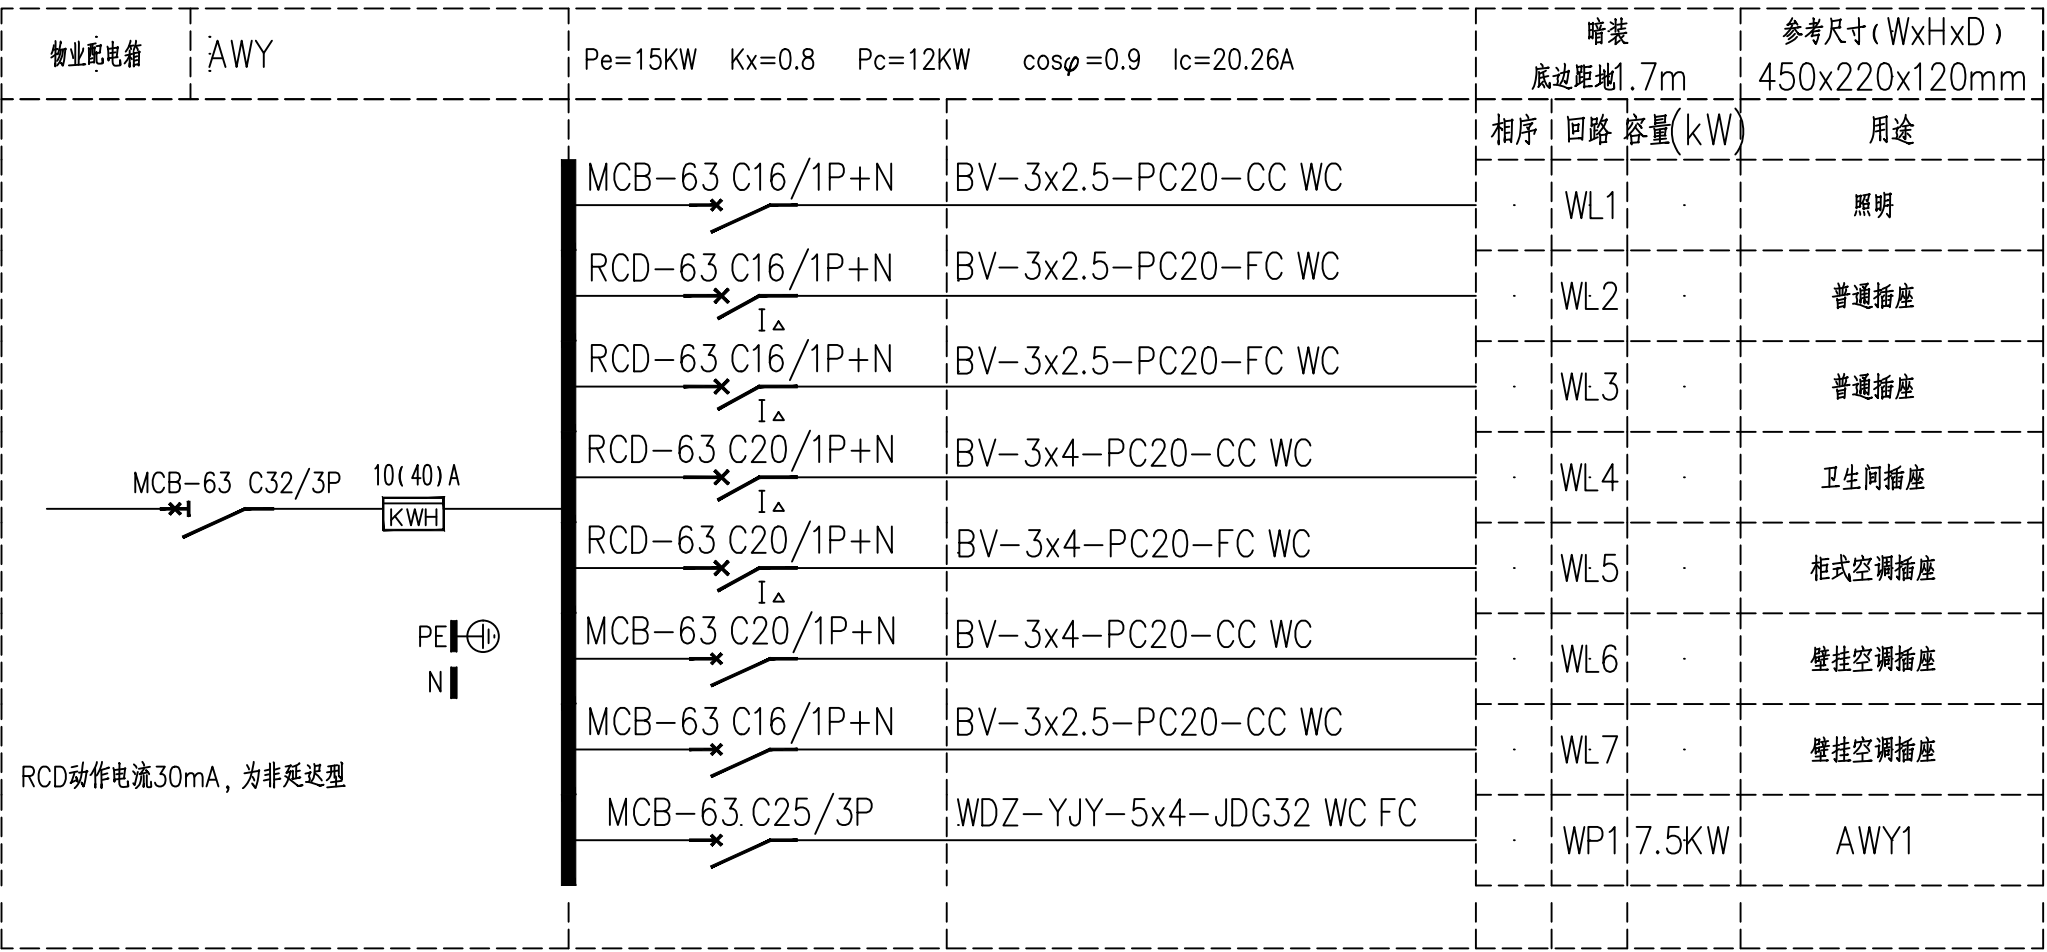 物业配电箱 AWY Pe=15KW Kx=0.8 Pc=12KW cosφ=0.9 Ic=20.26A
暗装
底边距地1.7m
参考尺寸(WxHxD)
450x220x120mm
相序 回路 容量(kW) 用途
MCB-63 C16/1P+N BV-3x2.5-PC20-CC WC WL1 照明
RCD-63 C16/1P+N BV-3x2.5-PC20-FC WC WL2 普通插座
I△
RCD-63 C16/1P+N BV-3x2.5-PC20-FC WC WL3 普通插座
I△
RCD-63 C20/1P+N BV-3x4-PC20-CC WC WL4 卫生间插座
I△
MCB-63 C32/3P 10(40)A
KWH
RCD-63 C20/1P+N BV-3x4-PC20-FC WC WL5 柜式空调插座
I△
MCB-63 C20/1P+N BV-3x4-PC20-CC WC WL6 壁挂空调插座
PE
N
MCB-63 C16/1P+N BV-3x2.5-PC20-CC WC WL7 壁挂空调插座
RCD动作电流30mA,为非延迟型
MCB-63 C25/3P WDZ-YJY-5x4-JDG32 WC FC WP1 7.5KW AWY1